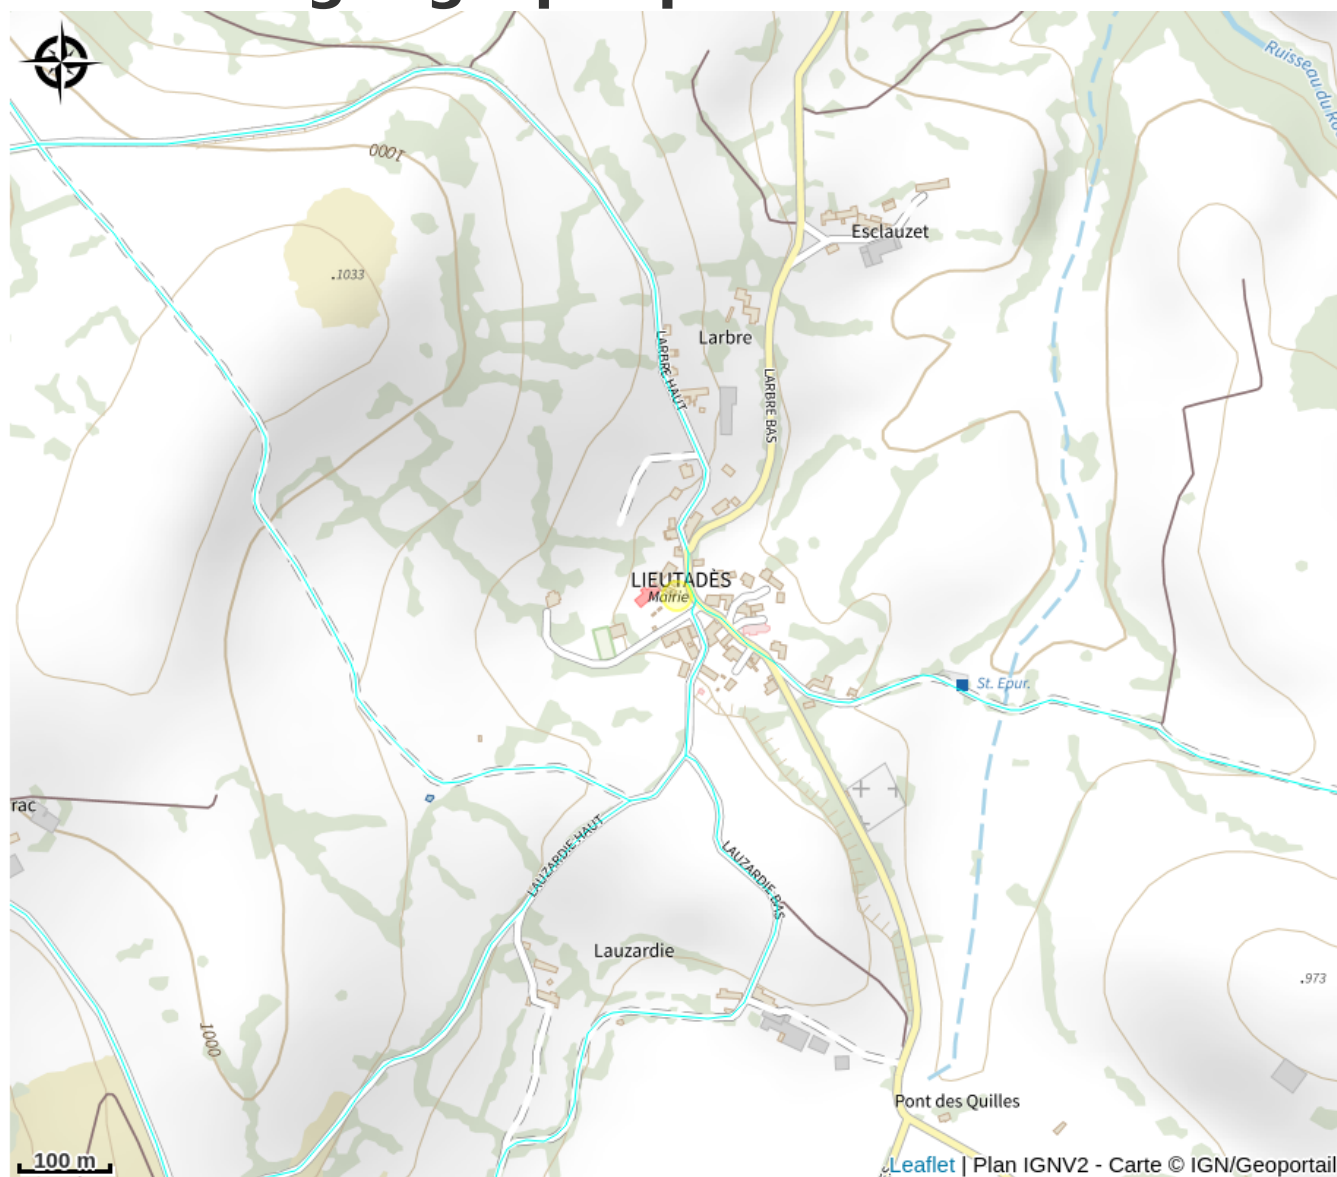 Ruisseau du Ro
1000
Esclauzet
.1033
Larbre
LARBRE HAUT
LARBRE BAS
LIEUTADÈS
Mairie
St. Epur.
rac
LAUZARDIE HAUT
LAUZARDIE BAS
Lauzardie
.973
1000
Pont des Quilles
100 m
Leaflet | Plan IGNV2 - Carte © IGN/Geoportail